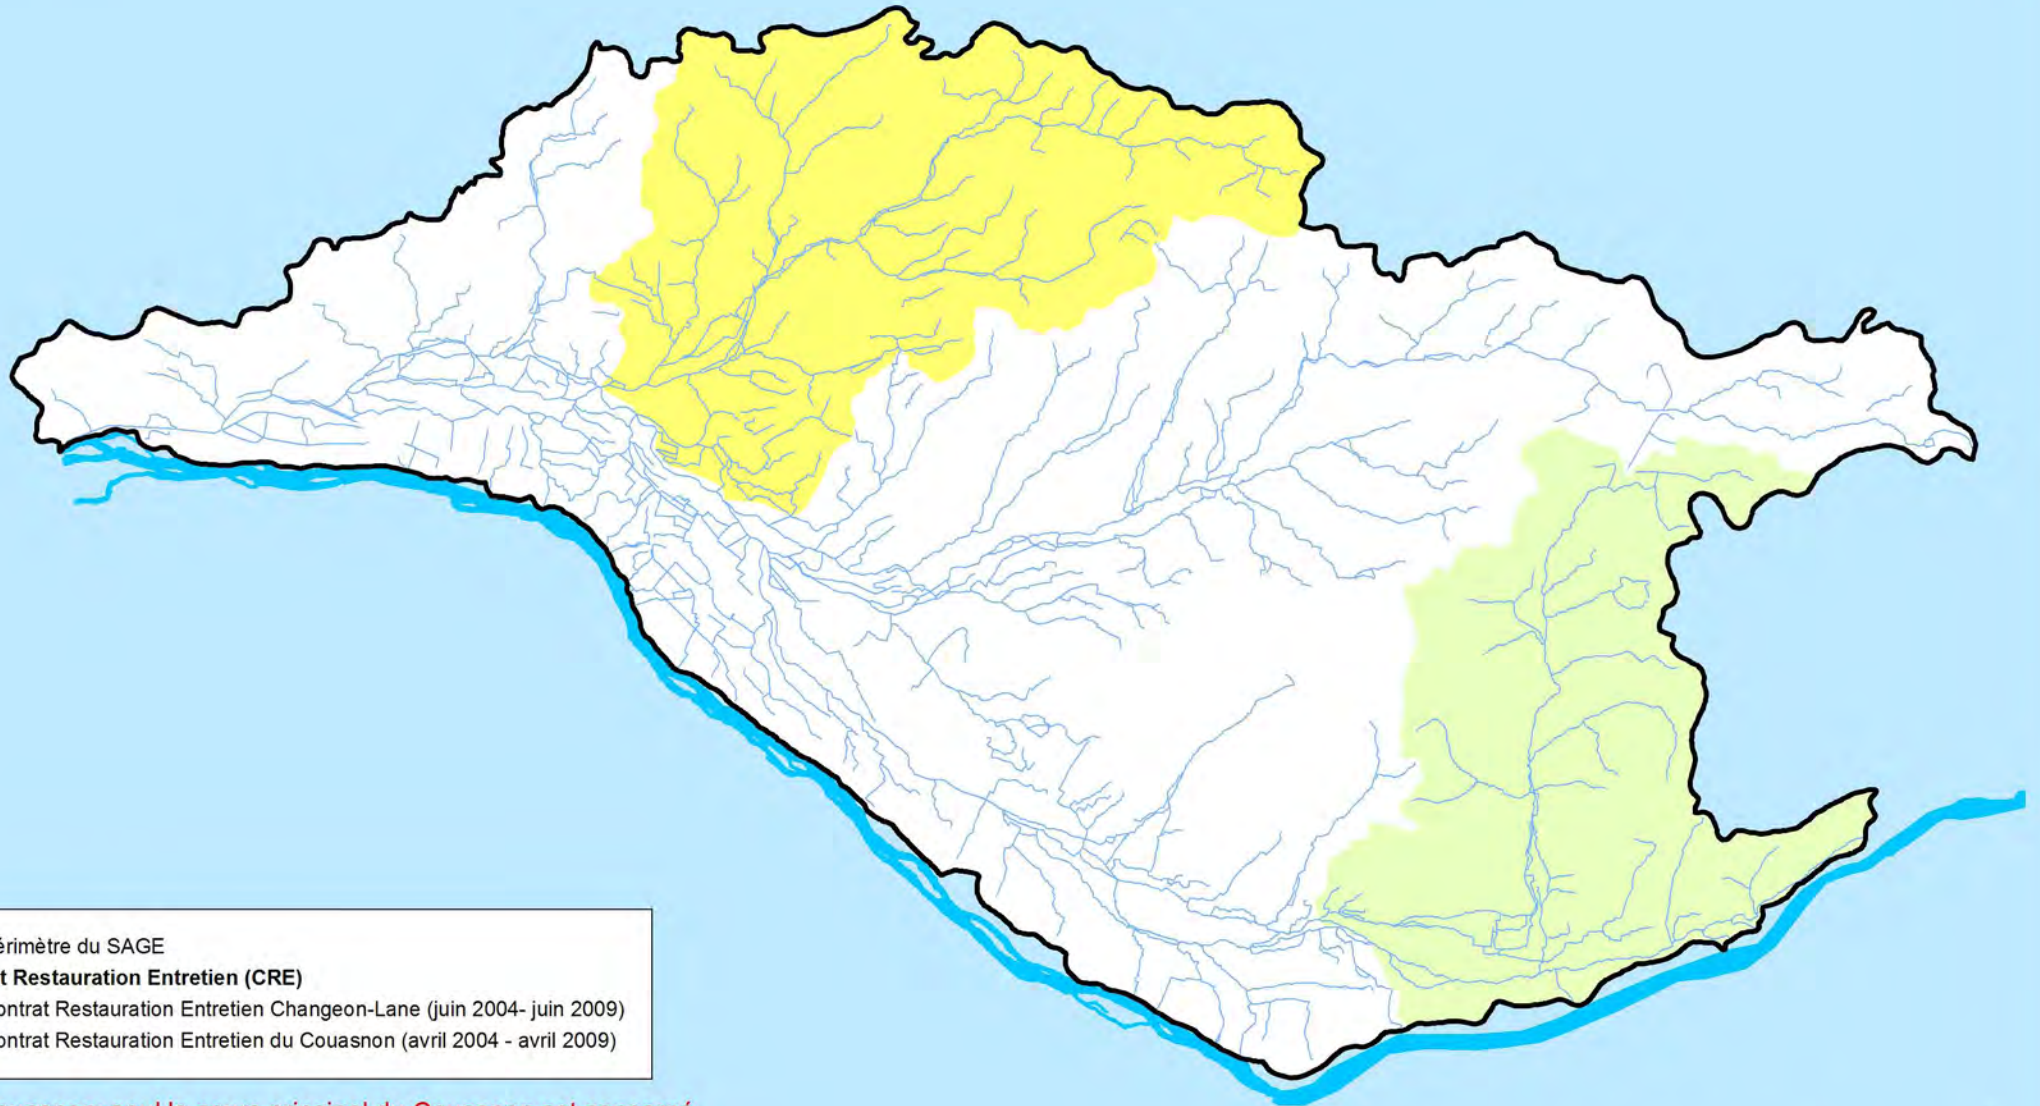 érimètre du SAGE
t Restauration Entretien (CRE)
ontrat Restauration Entretien Changeon-Lane (juin 2004- juin 2009)
ontrat Restauration Entretien du Couasnon (avril 2004 - avril 2009)